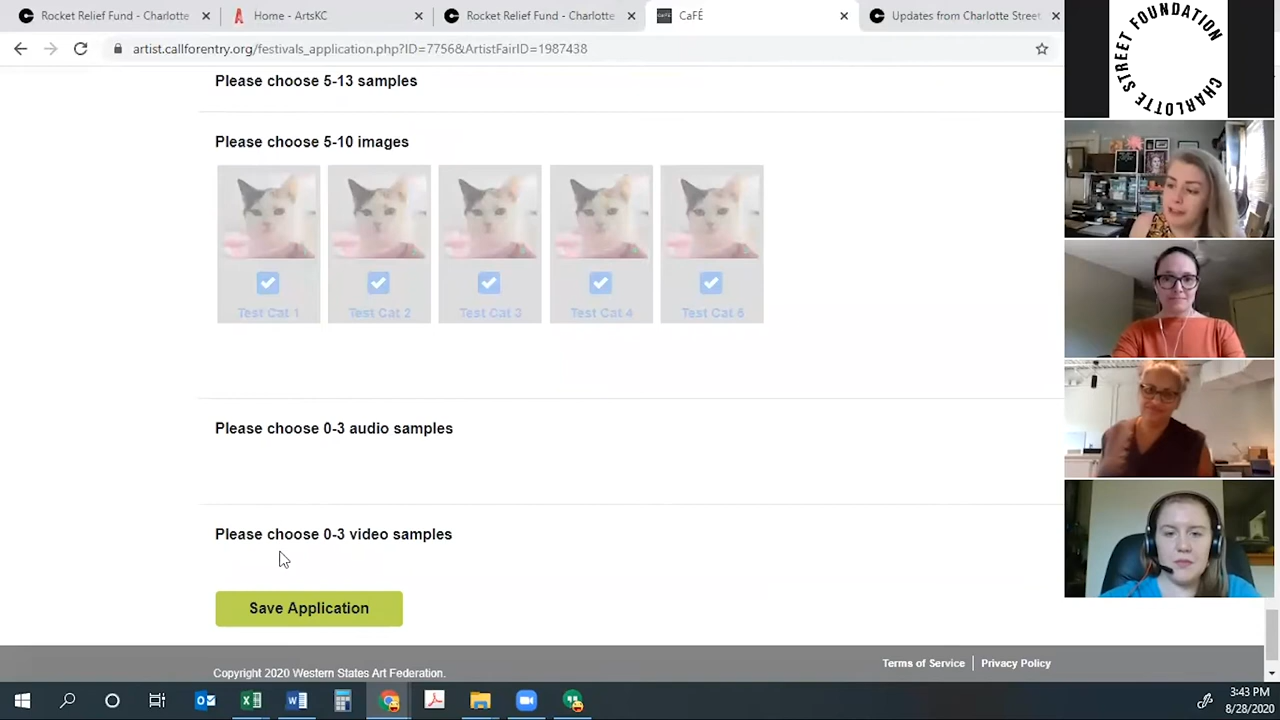 Rocket Relief Fund - Charlotte
Home - ArtsKC
Rocket Relief Fund - Charlotte
CaFÉ
Updates from Charlotte Street
artist.callforentry.org/festivals_application.php?ID=7756&ArtistFairID=1987438
CHARLOTTE STREET FOUNDATION
Please choose 5-13 samples
Please choose 5-10 images
Test Cat 1
Test Cat 2
Test Cat 3
Test Cat 4
Test Cat 5
Please choose 0-3 audio samples
Please choose 0-3 video samples
Save Application
Terms of Service
Privacy Policy
Copyright 2020 Western States Art Federation.
3:43 PM
8/28/2020